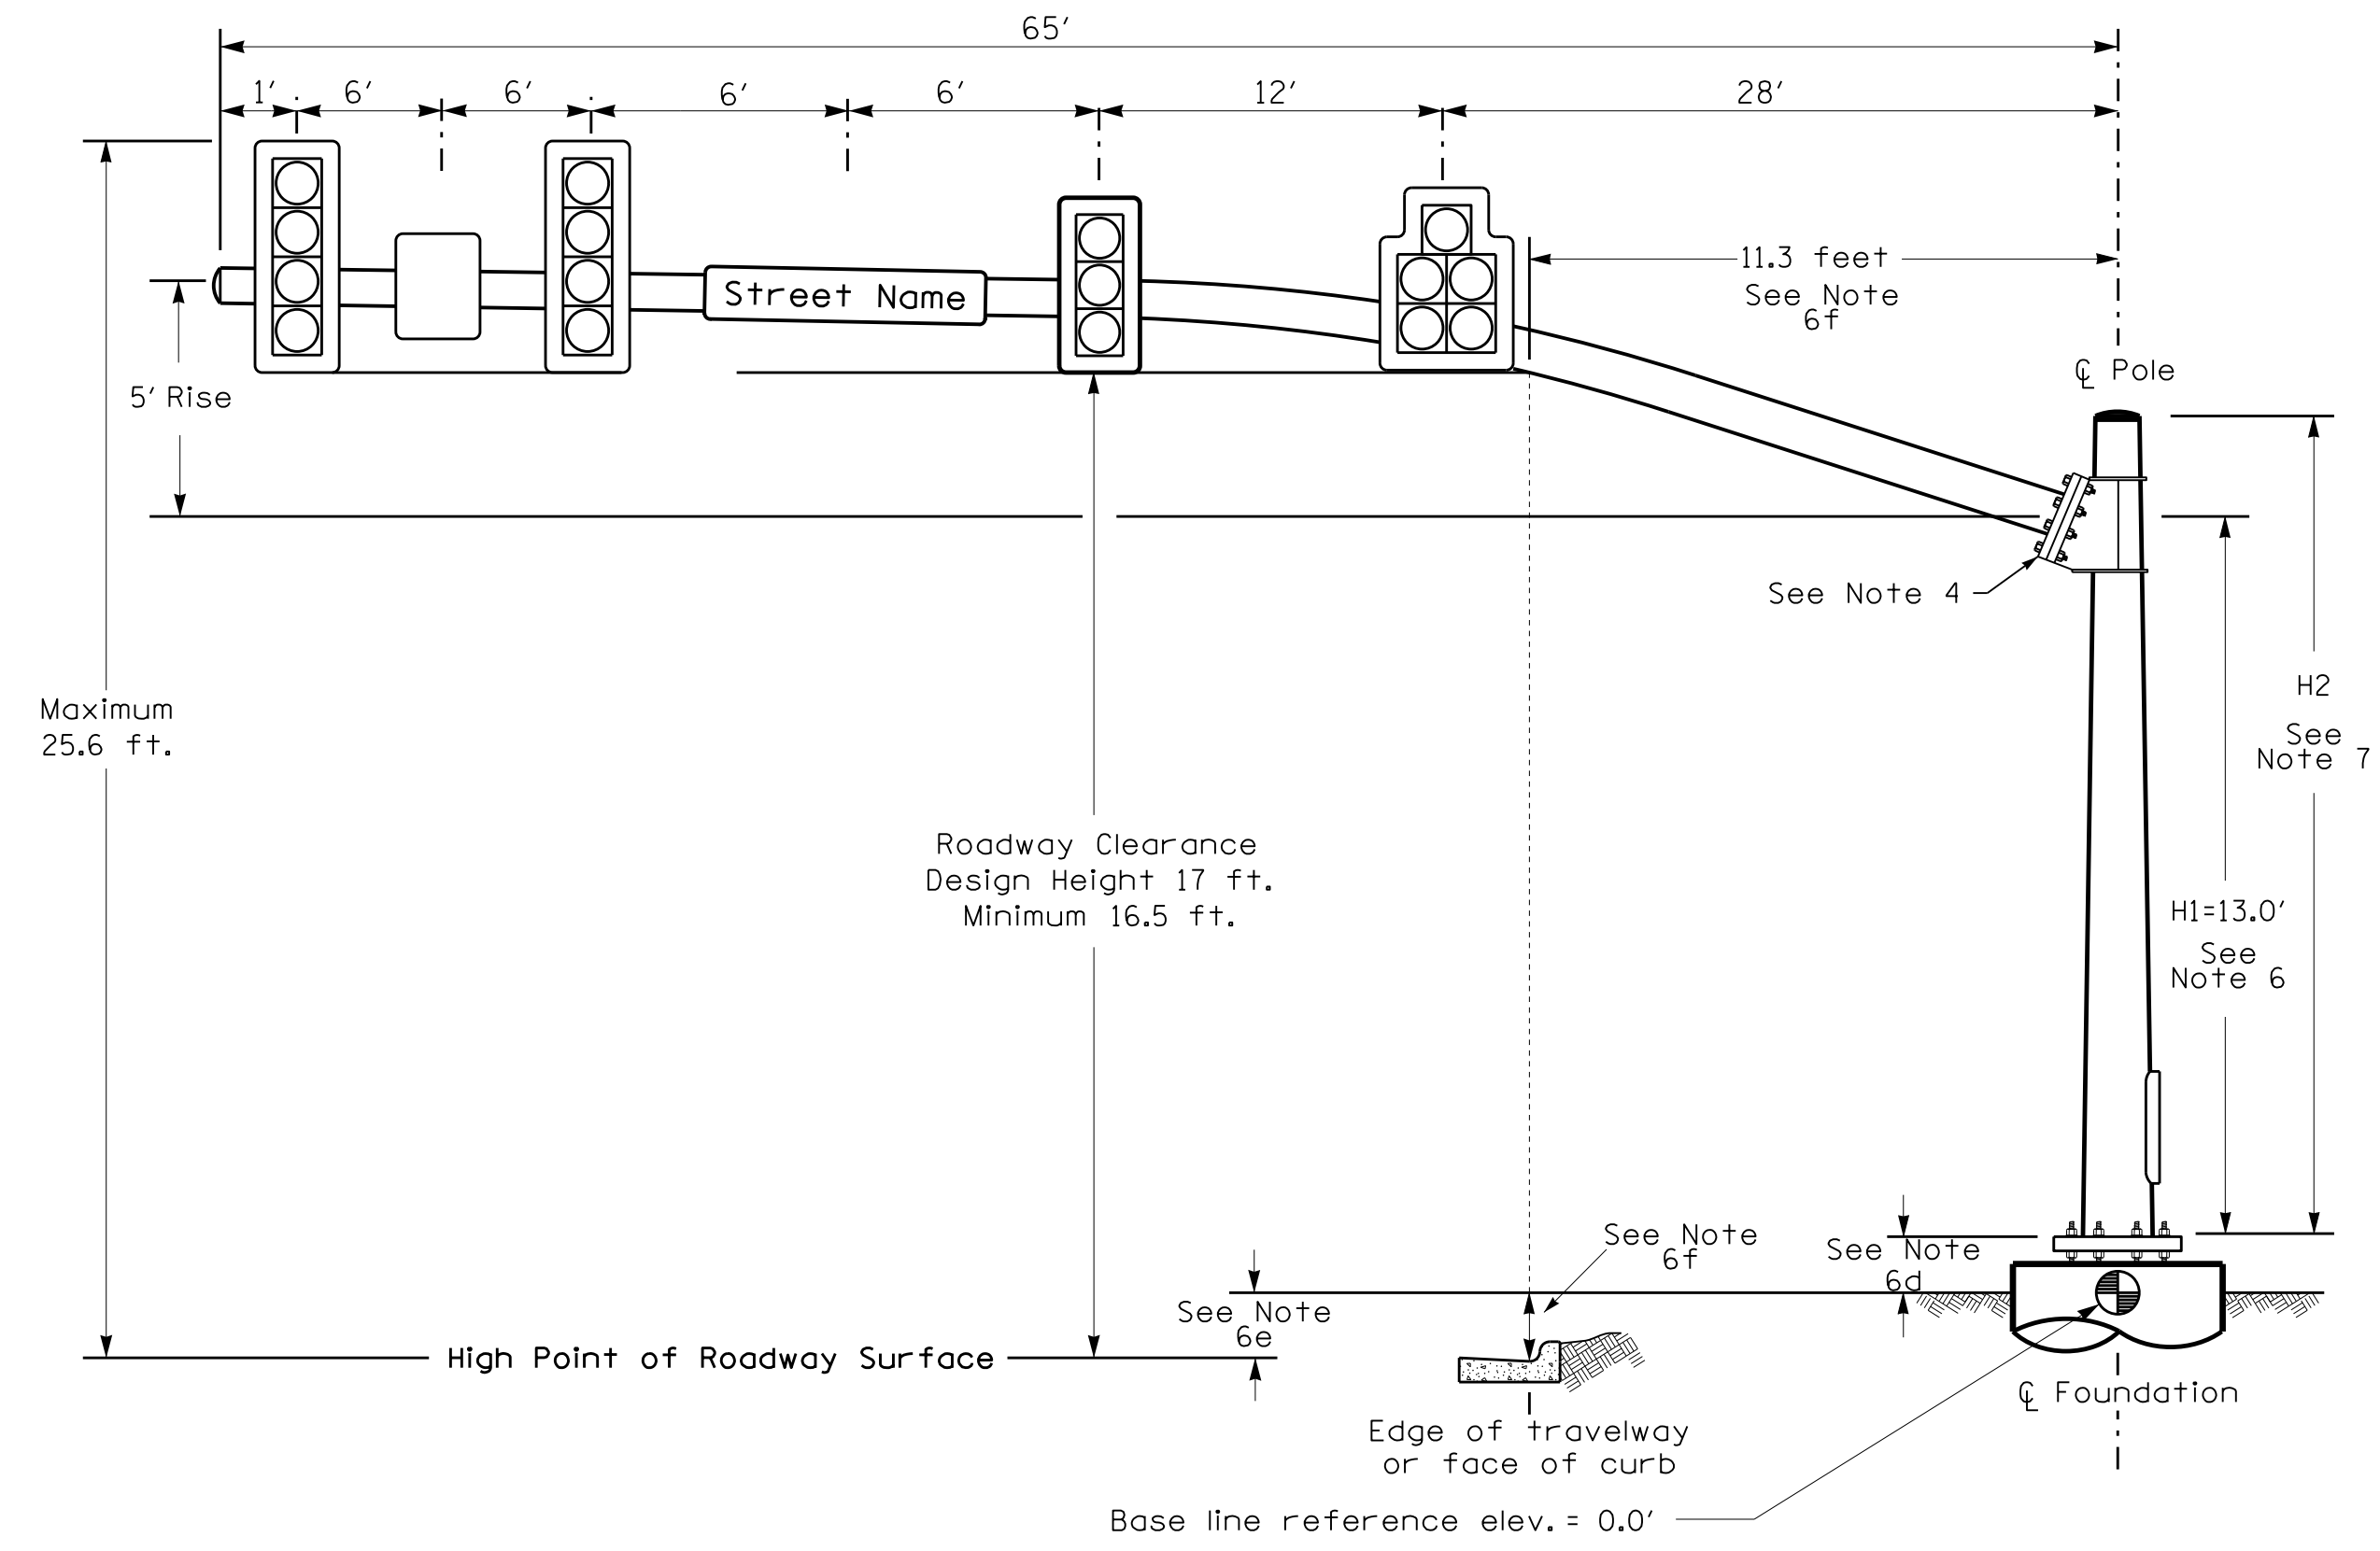 65'
1' 6' 6' 6' 6' 12' 28'
11.3 feet
See Note
6f
Street Name
℄ Pole
5' Rise
See Note 4
H2
See
Note 7
Maximum
25.6 ft.
Roadway Clearance
Design Height 17 ft.
Minimum 16.5 ft.
H1=13.0'
See
Note 6
See Note
6f
See Note
6d
See Note
6e
High Point of Roadway Surface
℄ Foundation
Edge of travelway
or face of curb
Base line reference elev. = 0.0'